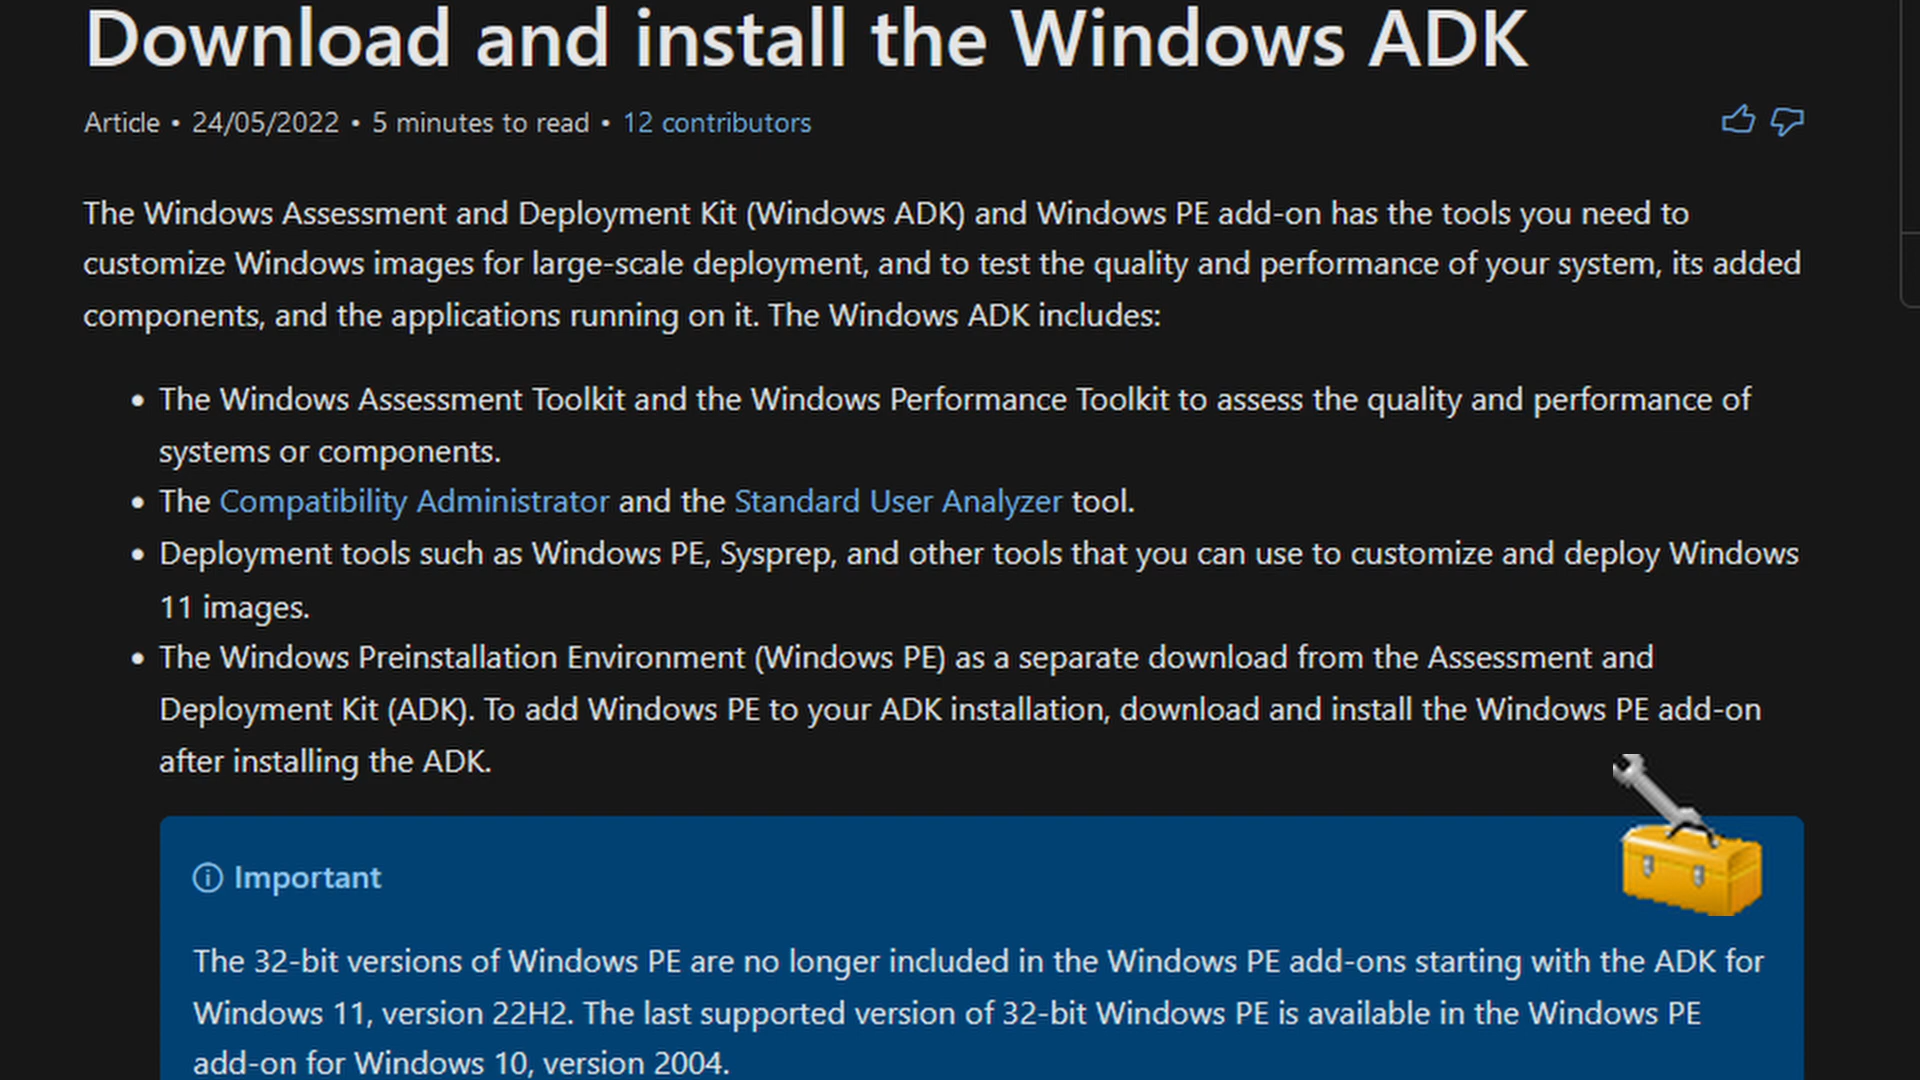 Download and install the Windows ADK
Article • 24/05/2022 • 5 minutes to read • 12 contributors
The Windows Assessment and Deployment Kit (Windows ADK) and Windows PE add-on has the tools you need to
customize Windows images for large-scale deployment, and to test the quality and performance of your system, its added
components, and the applications running on it. The Windows ADK includes:
• The Windows Assessment Toolkit and the Windows Performance Toolkit to assess the quality and performance of
systems or components.
• The Compatibility Administrator and the Standard User Analyzer tool.
• Deployment tools such as Windows PE, Sysprep, and other tools that you can use to customize and deploy Windows
11 images.
• The Windows Preinstallation Environment (Windows PE) as a separate download from the Assessment and
Deployment Kit (ADK). To add Windows PE to your ADK installation, download and install the Windows PE add-on
after installing the ADK.
Important
The 32-bit versions of Windows PE are no longer included in the Windows PE add-ons starting with the ADK for
Windows 11, version 22H2. The last supported version of 32-bit Windows PE is available in the Windows PE
add-on for Windows 10, version 2004.